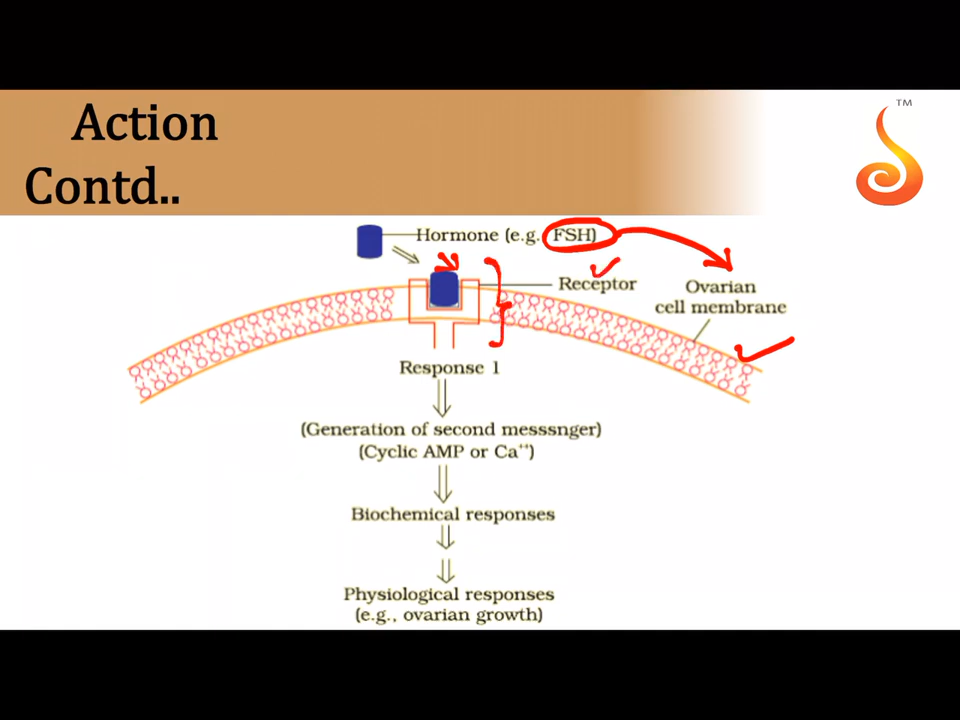 Action
Contd..
TM
Hormone (e.g. FSH)
Receptor
Ovarian
cell membrane
Response 1
(Generation of second messsnger)
(Cyclic AMP or Ca⁺⁺)
Biochemical responses
Physiological responses
(e.g., ovarian growth)